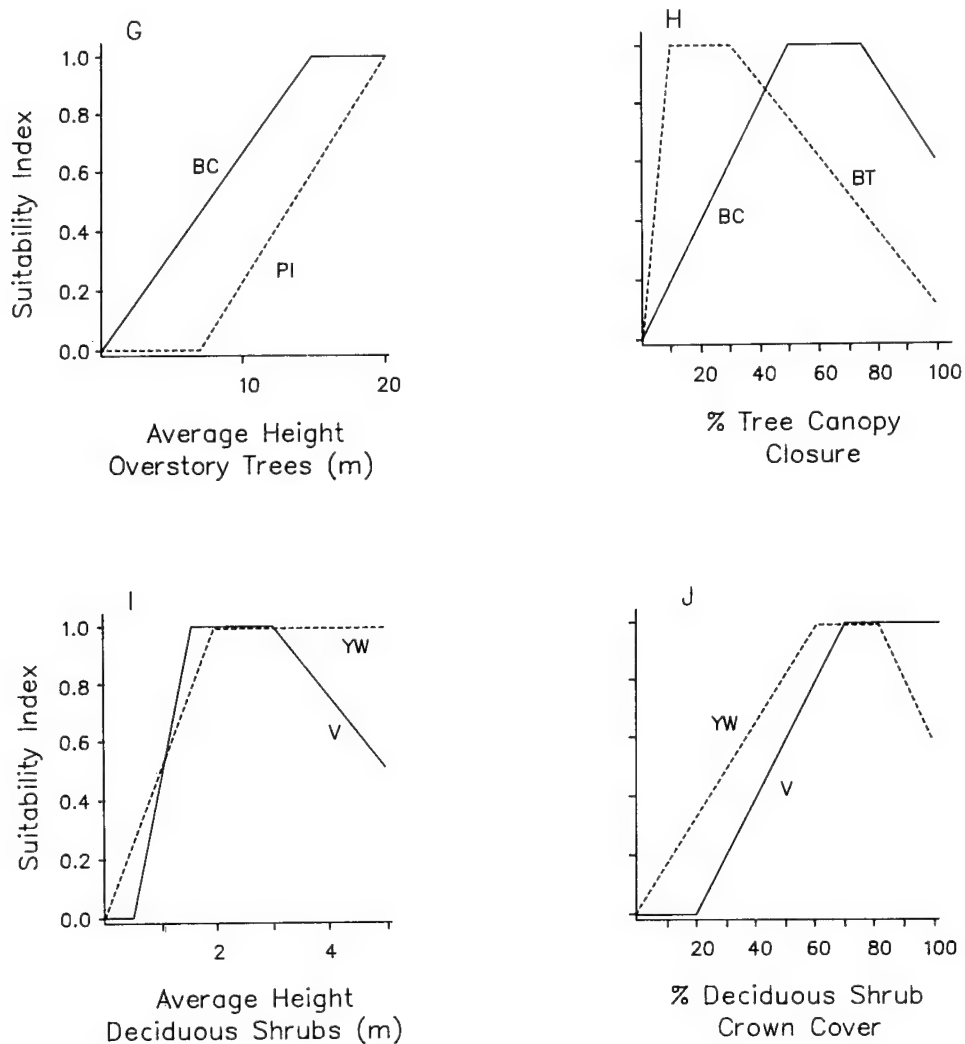 G
1.0
0.8
0.6
0.4
0.2
0.0
Suitability Index
BC
PI
10
20
Average Height
Overstory Trees (m)
H
BC
BT
20
40
60
80
100
% Tree Canopy
Closure
I
1.0
0.8
0.6
0.4
0.2
0.0
Suitability Index
YW
V
2
4
Average Height
Deciduous Shrubs (m)
J
YW
V
20
40
60
80
100
% Deciduous Shrub
Crown Cover